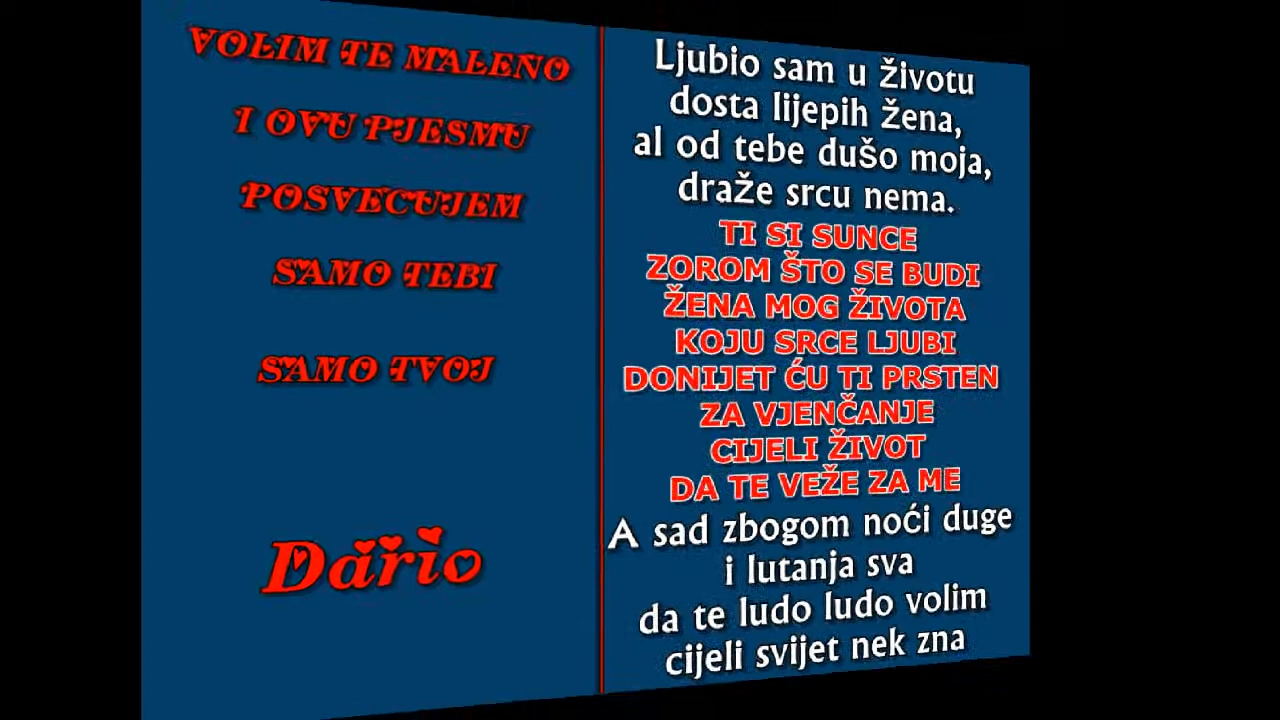 VOLIM TE MALENO
I OVU PJESMU
POSVECUJEM
SAMO TEBI
SAMO TVOJ
Dario
Ljubio sam u životu
dosta lijepih žena,
al od tebe dušo moja,
draže srcu nema.
TI SI SUNCE
ZOROM ŠTO SE BUDI
ŽENA MOG ŽIVOTA
KOJU SRCE LJUBI
DONIJET ĆU TI PRSTEN
ZA VJENČANJE
CIJELI ŽIVOT
DA TE VEŽE ZA ME
A sad zbogom noći duge
i lutanja sva
da te ludo ludo volim
cijeli svijet nek zna